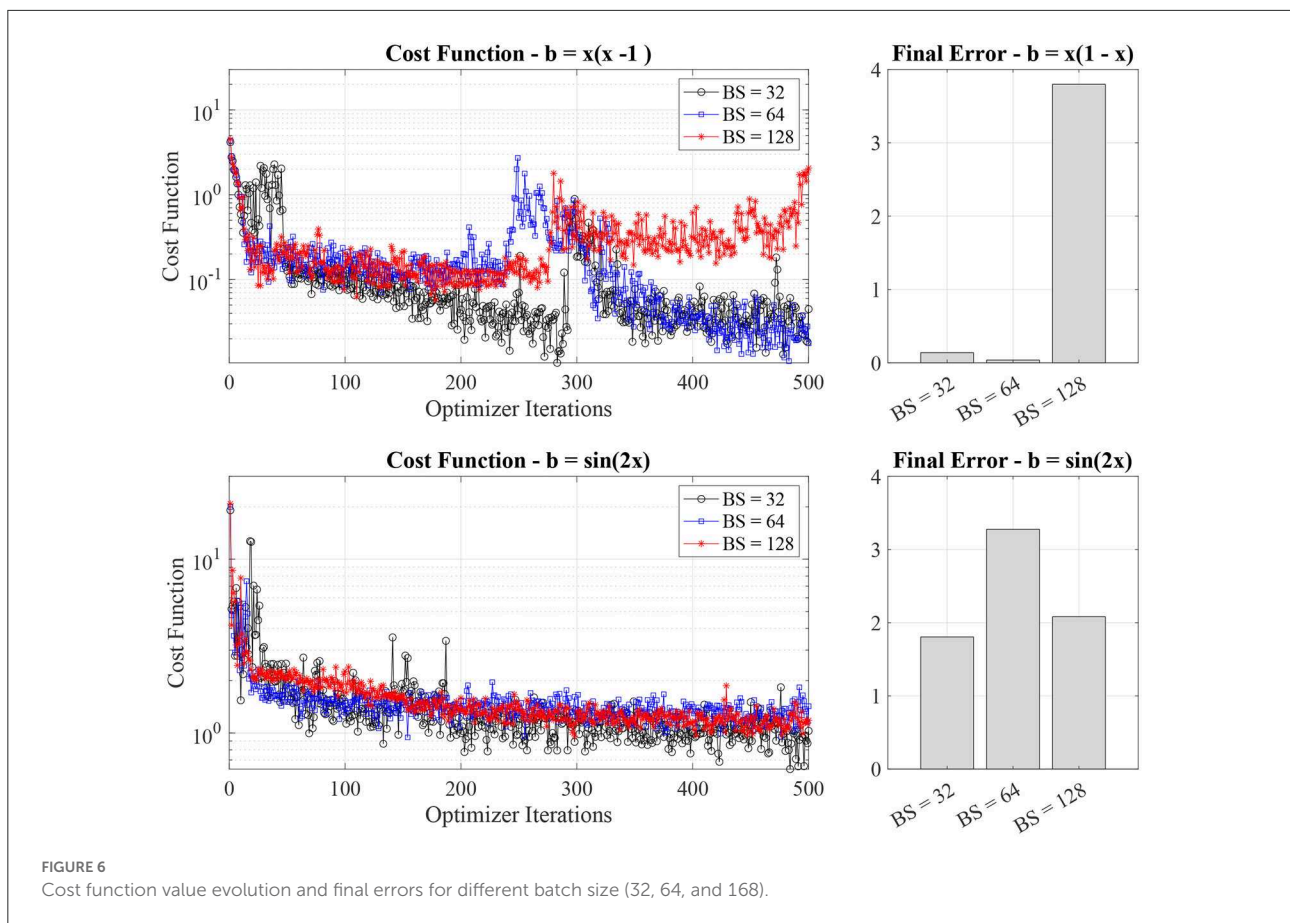 Cost Function - b = x(x -1 )
Cost Function
10^1
10^0
10^-1
0 100 200 300 400 500
Optimizer Iterations
BS = 32
BS = 64
BS = 128
Final Error - b = x(1 - x)
4
3
2
1
0
BS = 32
BS = 64
BS = 128
Cost Function - b = sin(2x)
Cost Function
10^1
10^0
0 100 200 300 400 500
Optimizer Iterations
BS = 32
BS = 64
BS = 128
Final Error - b = sin(2x)
4
3
2
1
0
BS = 32
BS = 64
BS = 128
FIGURE 6
Cost function value evolution and final errors for different batch size (32, 64, and 168).